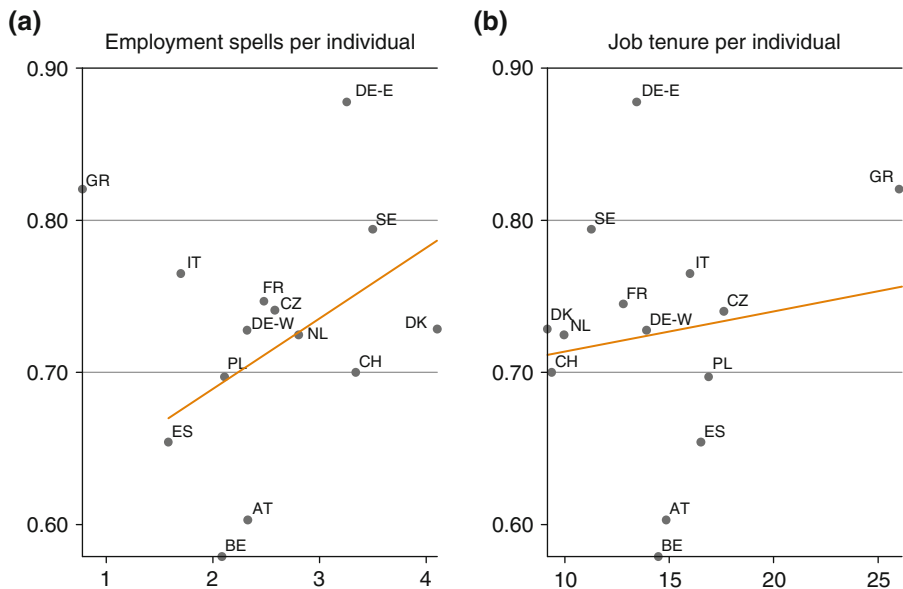 (a)
Employment spells per individual
0.90
0.80
0.70
0.60
DE-E
GR
SE
IT
FR
CZ
DE-W
NL
DK
PL
CH
ES
AT
BE
1 2 3 4
(b)
Job tenure per individual
0.90
0.80
0.70
0.60
DE-E
GR
SE
IT
FR
CZ
DK
NL
DE-W
CH
PL
ES
AT
BE
10 15 20 25